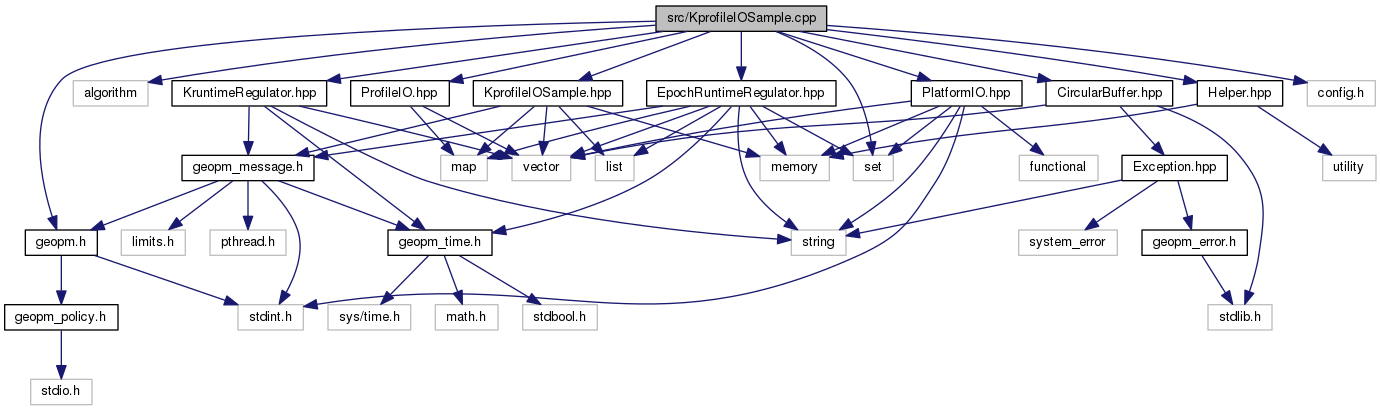 src/KprofileIOSample.cpp
algorithm
KruntimeRegulator.hpp
ProfileIO.hpp
KprofileIOSample.hpp
EpochRuntimeRegulator.hpp
PlatformIO.hpp
CircularBuffer.hpp
Helper.hpp
config.h
geopm_message.h
map
vector
list
memory
set
functional
Exception.hpp
utility
geopm.h
limits.h
pthread.h
geopm_time.h
string
system_error
geopm_error.h
geopm_policy.h
stdint.h
sys/time.h
math.h
stdbool.h
stdlib.h
stdio.h